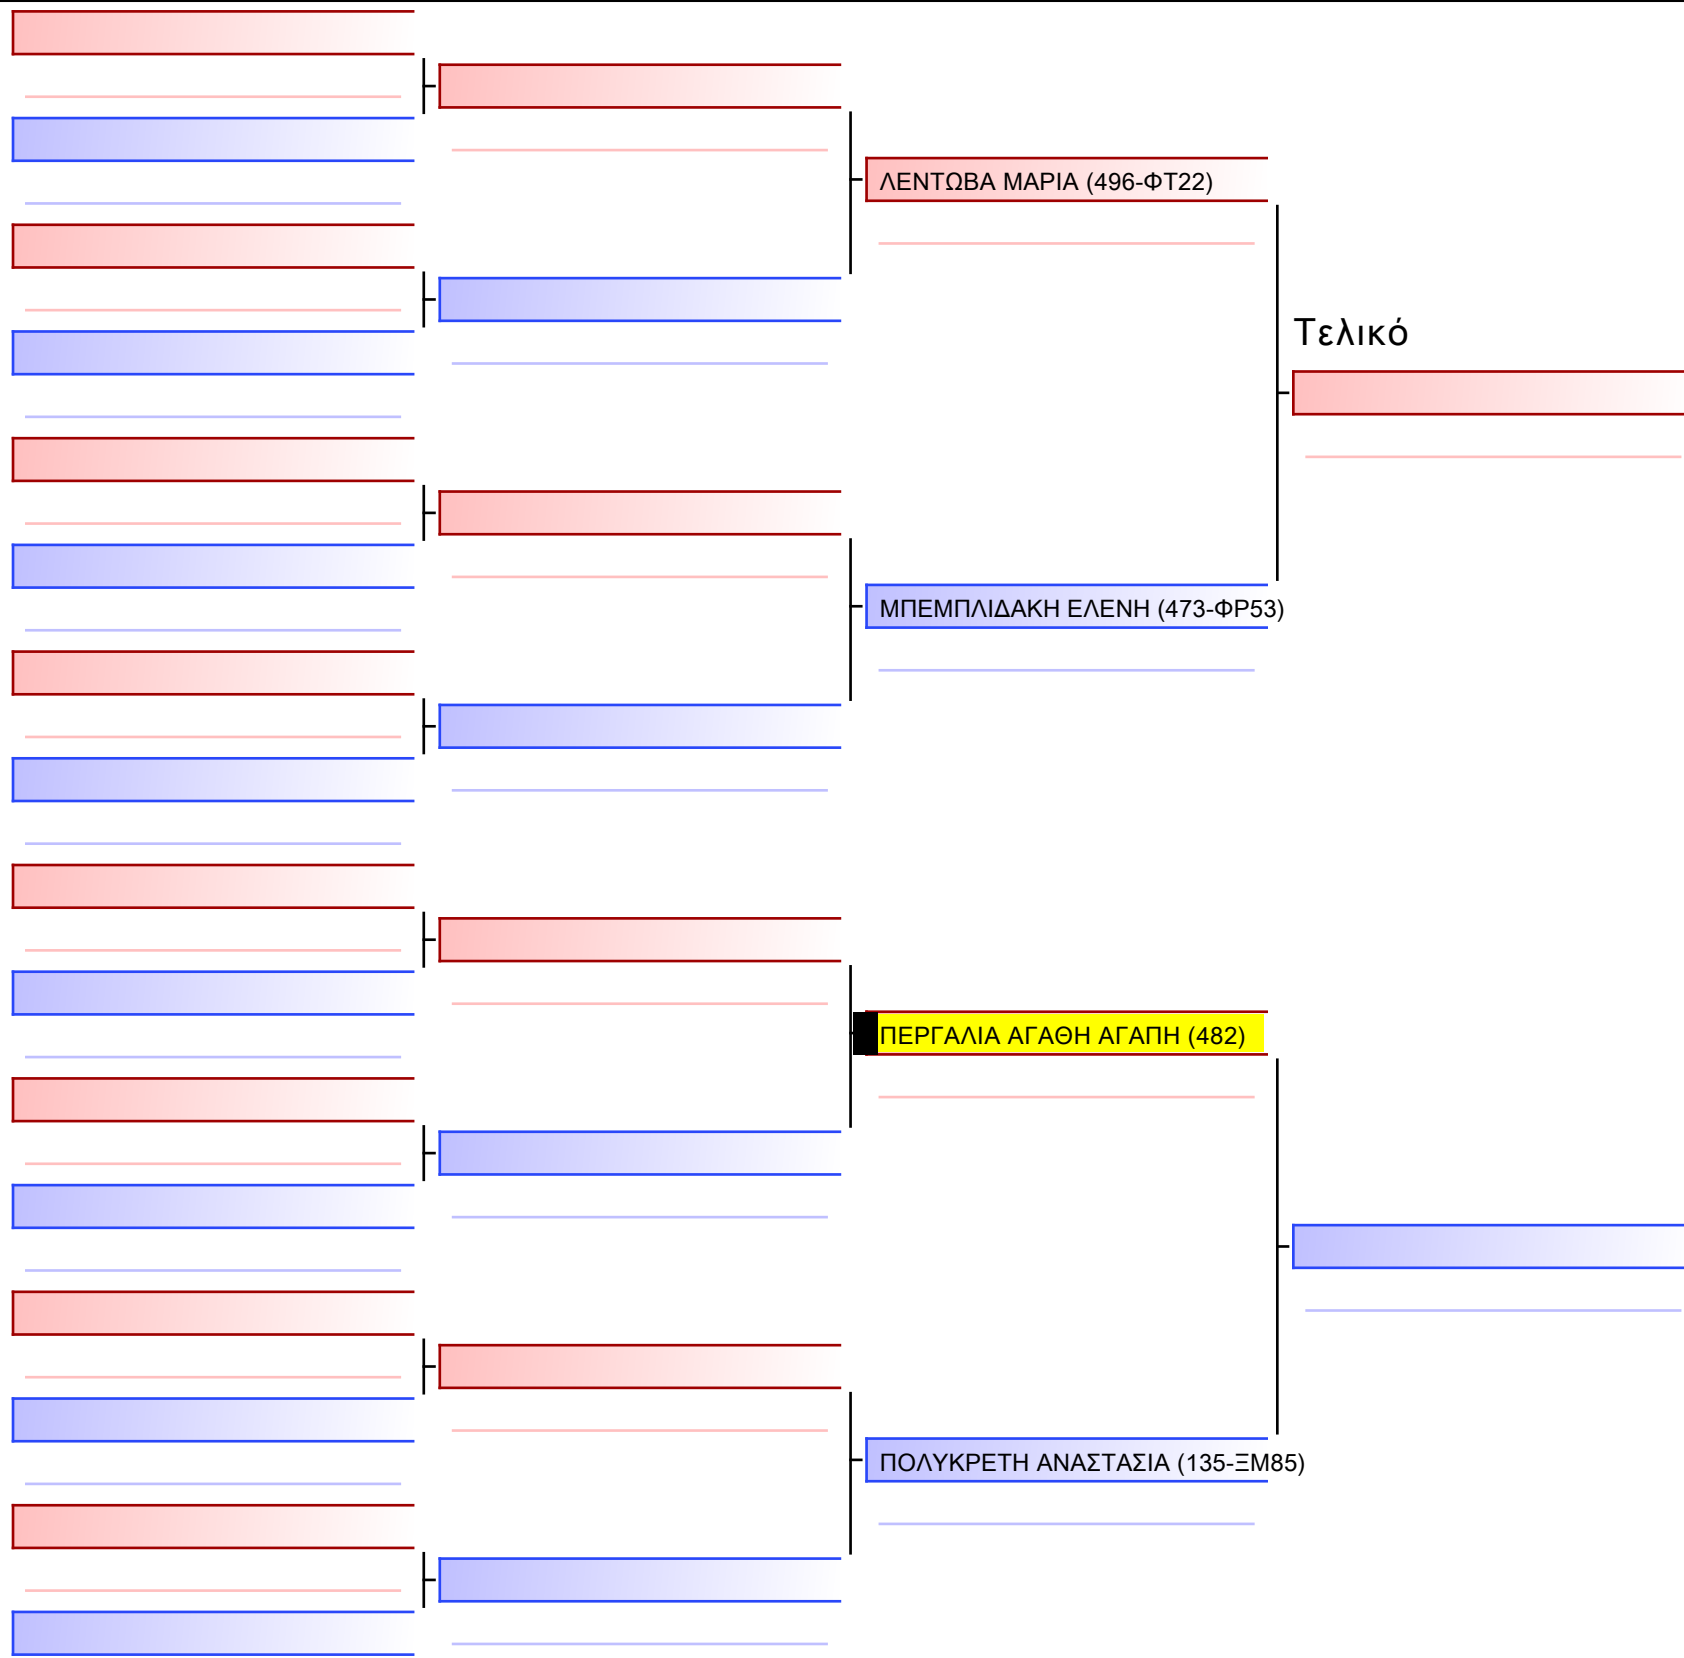 ΛΕΝΤΩΒΑ ΜΑΡΙΑ (496-ΦΤ22)
Τελικό
ΜΠΕΜΠΛΙΔΑΚΗ ΕΛΕΝΗ (473-ΦΡ53)
ΠΕΡΓΑΛΙΑ ΑΓΑΘΗ ΑΓΑΠΗ (482)
ΠΟΛΥΚΡΕΤΗ ΑΝΑΣΤΑΣΙΑ (135-ΞΜ85)